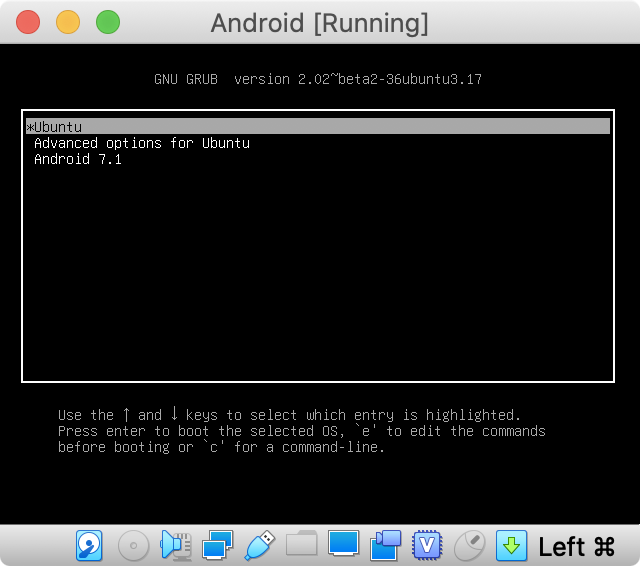 Android [Running]
GNU GRUB version 2.02~beta2-36ubuntu3.17
*Ubuntu
Advanced options for Ubuntu
Android 7.1
Use the ↑ and ↓ keys to select which entry is highlighted.
Press enter to boot the selected OS, `e' to edit the commands
before booting or `c' for a command-line.
V
Left ⌘